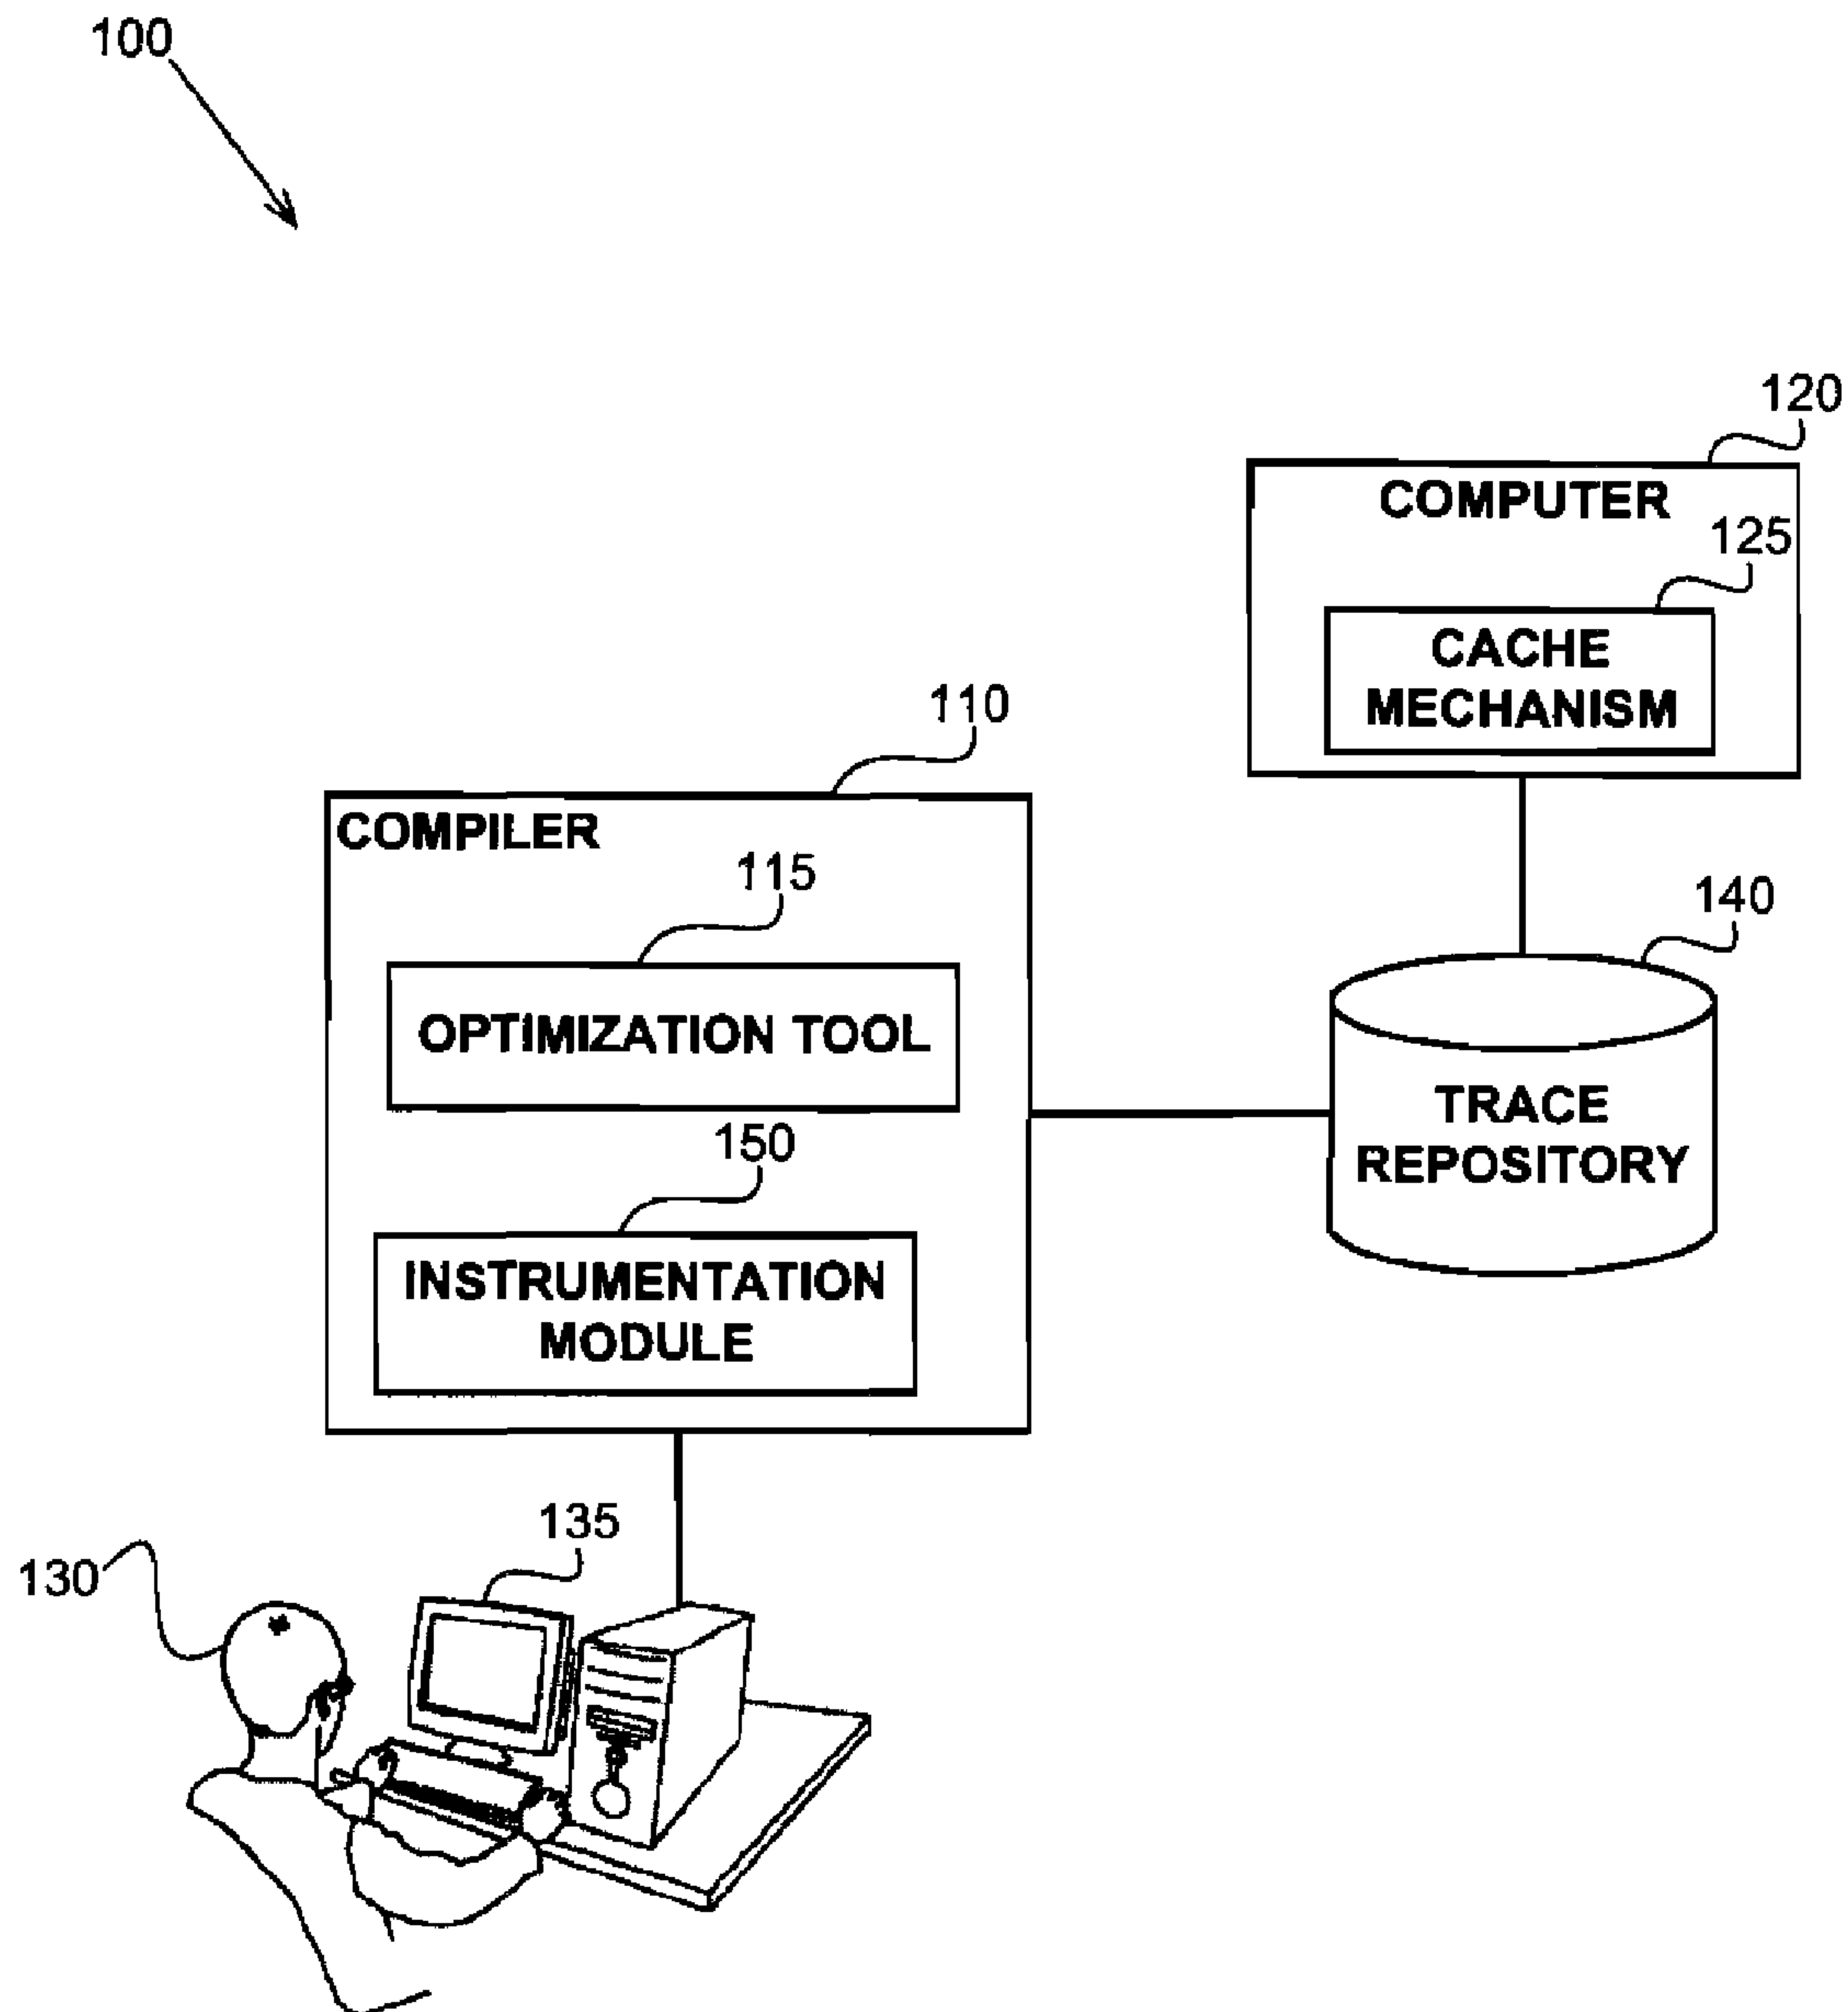 100
120
COMPUTER
125
CACHE
MECHANISM
110
COMPILER
115
OPTIMIZATION TOOL
150
INSTRUMENTATION
MODULE
140
TRACE
REPOSITORY
135
130